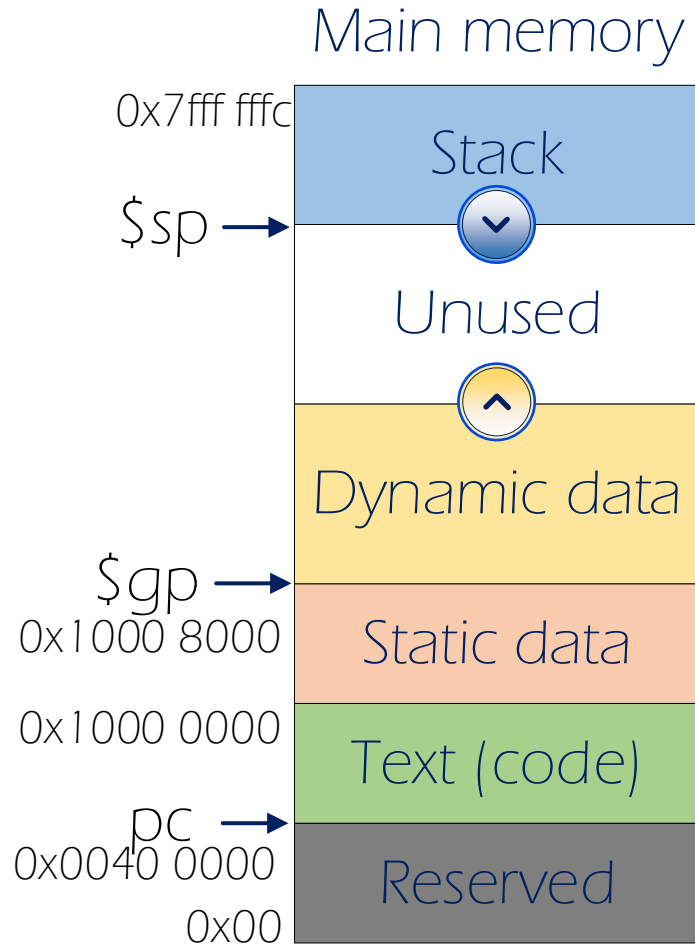 Main memory
0x7fff fffc
Stack
$sp
Unused
Dynamic data
$gp
0x1000 8000
Static data
0x1000 0000
Text (code)
pc
0x0040 0000
Reserved
0x00